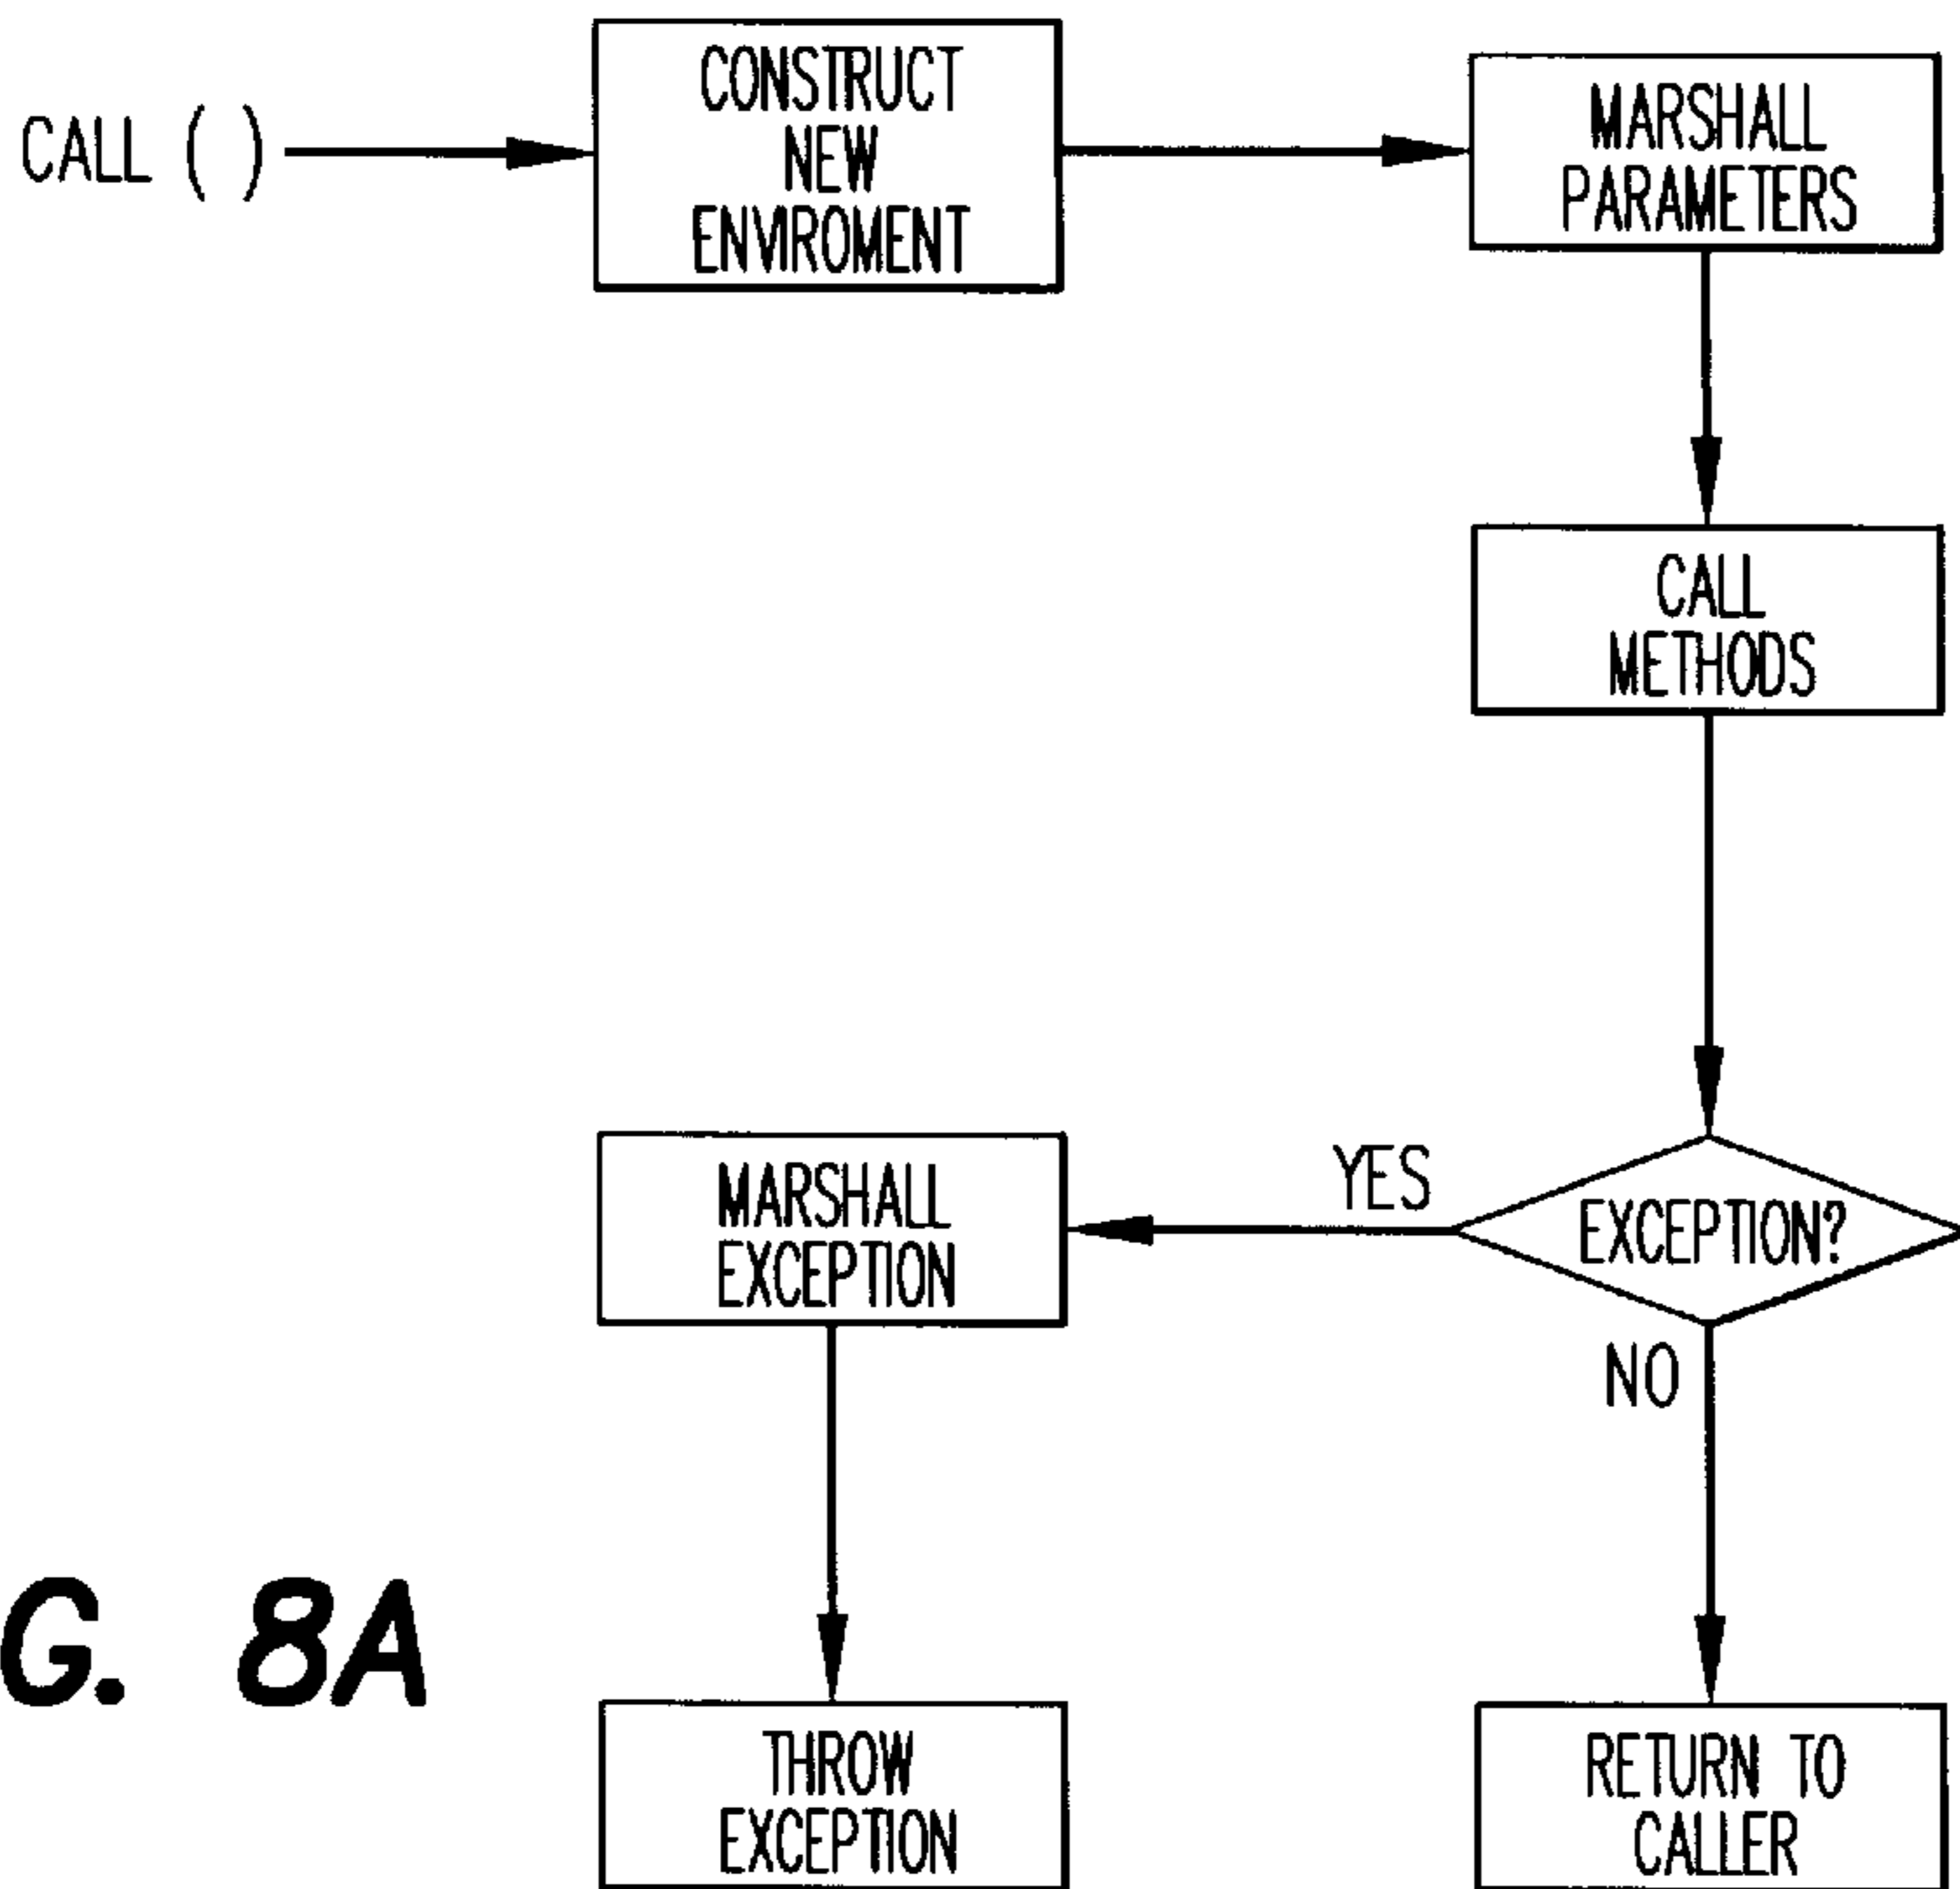 CALL ( )
CONSTRUCT
NEW
ENVIROMENT
MARSHALL
PARAMETERS
CALL
METHODS
EXCEPTION?
YES
NO
MARSHALL
EXCEPTION
THROW
EXCEPTION
RETURN TO
CALLER
G. 8A